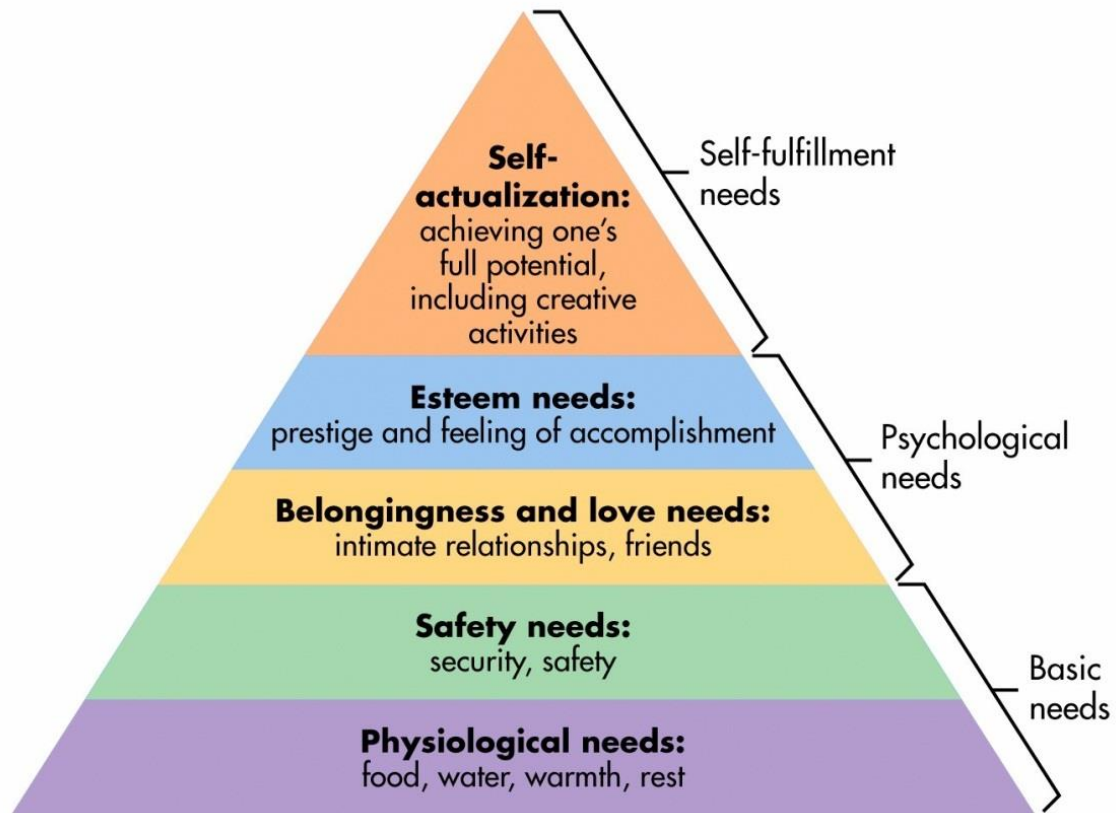 Self-
actualization:
achieving one's
full potential,
including creative
activities
Self-fulfillment
needs
Esteem needs:
prestige and feeling of accomplishment
Psychological
needs
Belongingness and love needs:
intimate relationships, friends
Safety needs:
security, safety
Basic
needs
Physiological needs:
food, water, warmth, rest